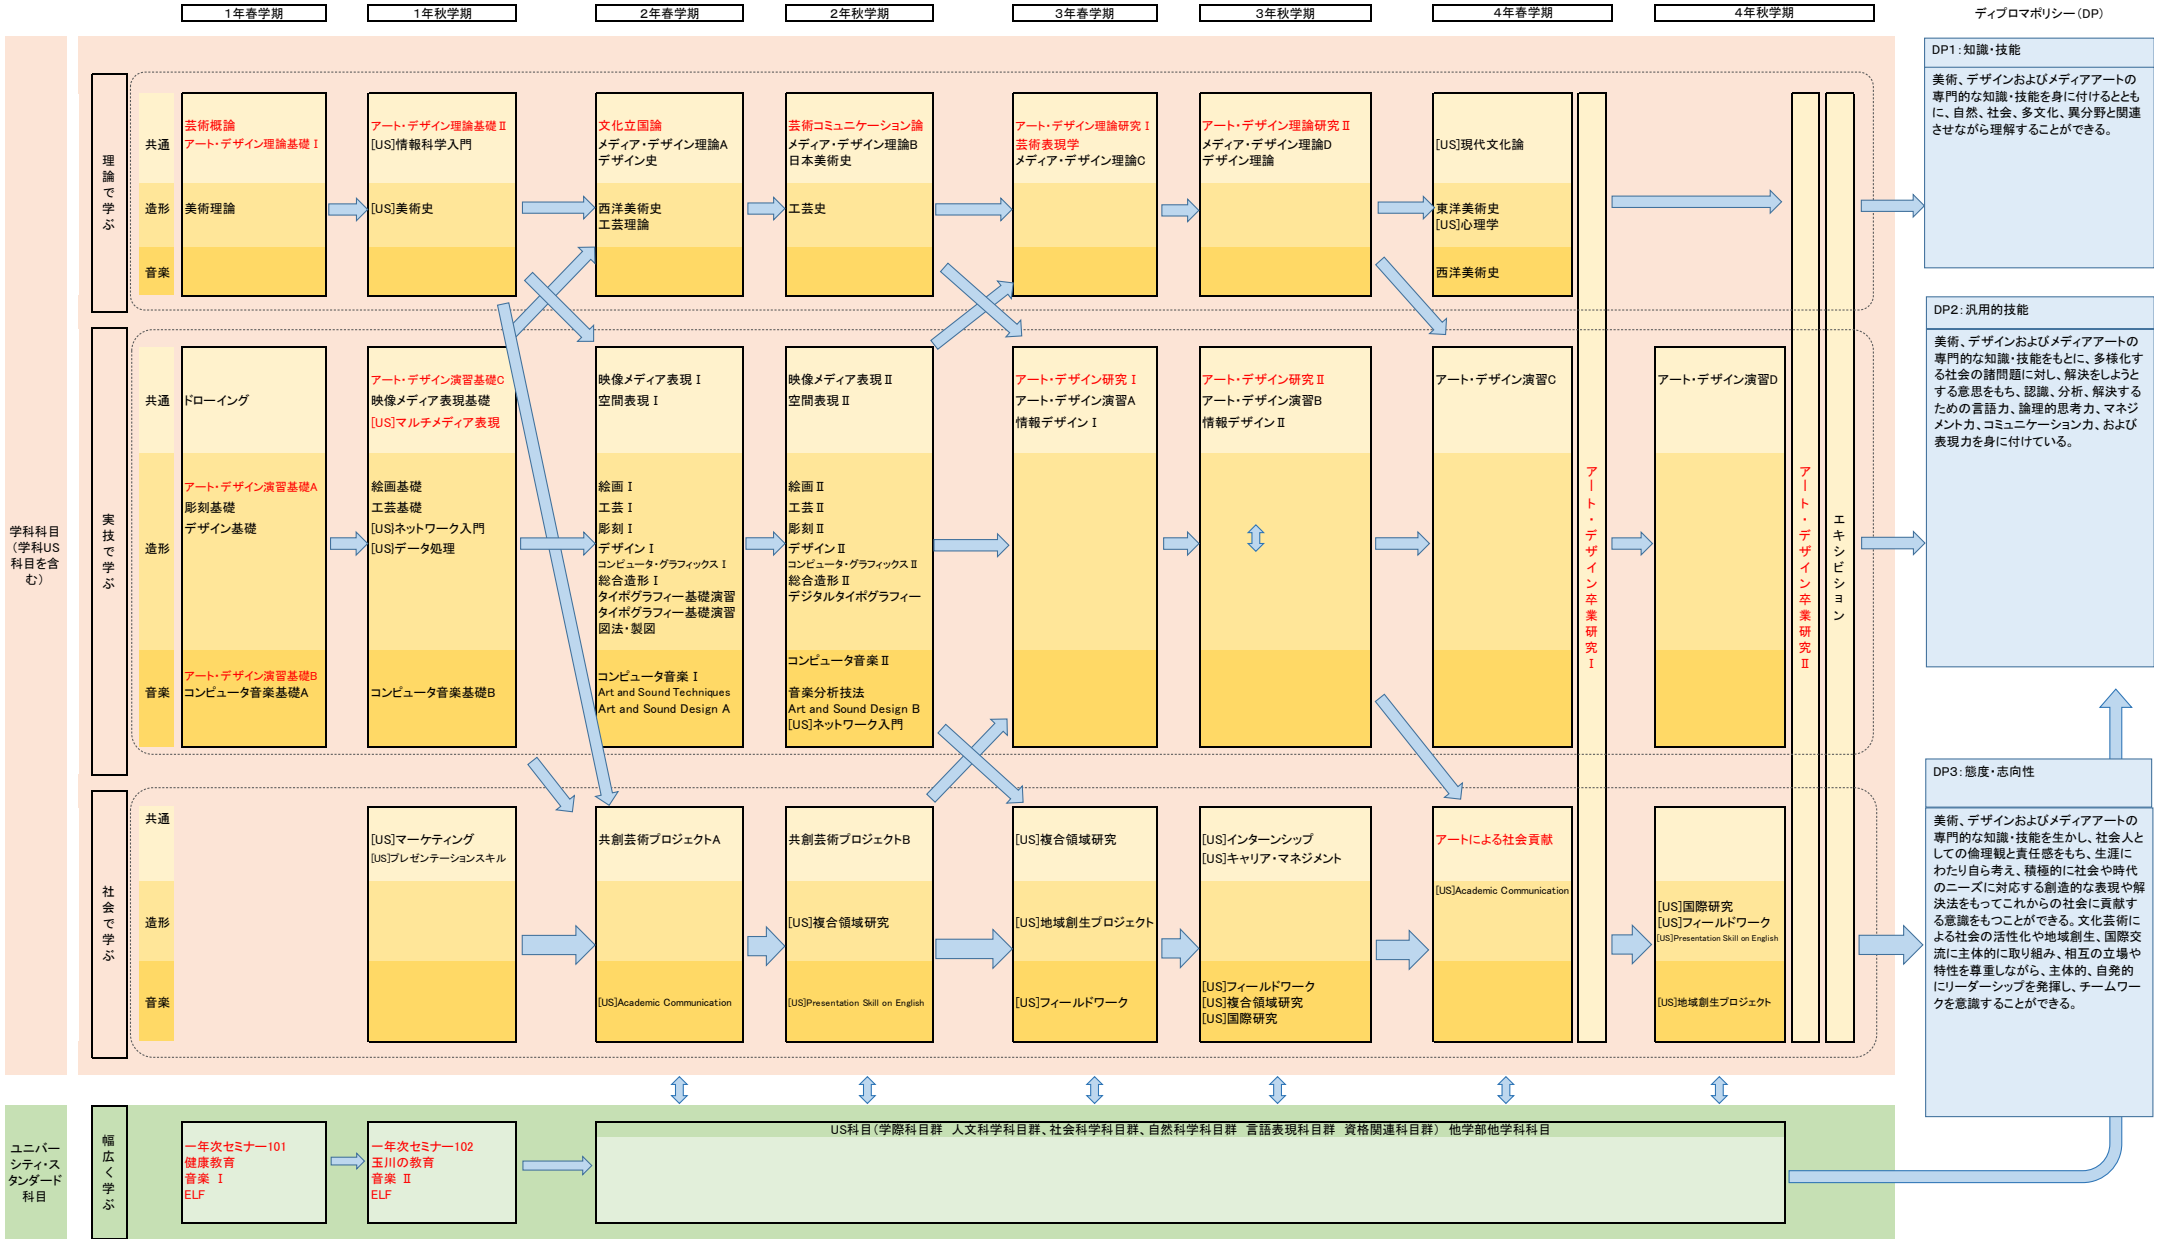 1年春学期
1年秋学期
2年春学期
2年秋学期
3年春学期
3年秋学期
4年春学期
4年秋学期
ディプロマポリシー(DP)
学科科目
(学科US
科目を含
む)
理論で学ぶ
共通
造形
音楽
芸術概論
アート・デザイン理論基礎Ⅰ
美術理論
アート・デザイン理論基礎Ⅱ
[US]情報科学入門
[US]美術史
文化立国論
メディア・デザイン理論A
デザイン史
西洋美術史
工芸理論
芸術コミュニケーション論
メディア・デザイン理論B
日本美術史
工芸史
アート・デザイン理論研究Ⅰ
芸術表現学
メディア・デザイン理論C
アート・デザイン理論研究Ⅱ
メディア・デザイン理論D
デザイン理論
[US]現代文化論
東洋美術史
[US]心理学
西洋美術史
実技で学ぶ
共通
造形
音楽
ドローイング
アート・デザイン演習基礎A
彫刻基礎
デザイン基礎
アート・デザイン演習基礎B
コンピュータ音楽基礎A
アート・デザイン演習基礎C
映像メディア表現基礎
[US]マルチメディア表現
絵画基礎
工芸基礎
[US]ネットワーク入門
[US]データ処理
コンピュータ音楽基礎B
映像メディア表現Ⅰ
空間表現Ⅰ
絵画Ⅰ
工芸Ⅰ
彫刻Ⅰ
デザインⅠ
コンピュータ・グラフィックスⅠ
総合造形Ⅰ
タイポグラフィー基礎演習
タイポグラフィー基礎演習
図法・製図
コンピュータ音楽Ⅰ
Art and Sound Techniques
Art and Sound Design A
映像メディア表現Ⅱ
空間表現Ⅱ
絵画Ⅱ
工芸Ⅱ
彫刻Ⅱ
デザインⅡ
コンピュータ・グラフィックスⅡ
総合造形Ⅱ
デジタルタイポグラフィー
コンピュータ音楽Ⅱ
音楽分析技法
Art and Sound Design B
[US]ネットワーク入門
アート・デザイン研究Ⅰ
アート・デザイン演習A
情報デザインⅠ
アート・デザイン研究Ⅱ
アート・デザイン演習B
情報デザインⅡ
アート・デザイン演習C
アート・デザイン演習D
アート・デザイン卒業研究Ⅰ
アート・デザイン卒業研究Ⅱ
エキシビション
社会で学ぶ
共通
造形
音楽
[US]マーケティング
[US]プレゼンテーションスキル
共創芸術プロジェクトA
[US]Academic Communication
共創芸術プロジェクトB
[US]複合領域研究
[US]Presentation Skill on English
[US]複合領域研究
[US]地域創生プロジェクト
[US]フィールドワーク
[US]インターンシップ
[US]キャリア・マネジメント
[US]フィールドワーク
[US]複合領域研究
[US]国際研究
アートによる社会貢献
[US]Academic Communication
[US]国際研究
[US]フィールドワーク
[US]Presentation Skill on English
[US]地域創生プロジェクト
DP1:知識・技能
美術、デザインおよびメディアアートの
専門的な知識・技能を身に付けるととも
に、自然、社会、多文化、異分野と関連
させながら理解することができる。
DP2:汎用的技能
美術、デザインおよびメディアアートの
専門的な知識・技能をもとに、多様化す
る社会の諸問題に対し、解決をしようと
する意思をもち、認識、分析、解決する
ための言語力、論理的思考力、マネジ
メント力、コミュニケーション力、および
表現力を身に付けている。
DP3:態度・志向性
美術、デザインおよびメディアアートの
専門的な知識・技能を生かし、社会人と
しての倫理観と責任感をもち、生涯に
わたり自ら考え、積極的に社会や時代
のニーズに対応する創造的な表現や解
決法をもってこれからの社会に貢献す
る意識をもつことができる。文化芸術に
よる社会の活性化や地域創生、国際交
流に主体的に取り組み、相互の立場や
特性を尊重しながら、主体的、自発的
にリーダーシップを発揮し、チームワー
クを意識することができる。
ユニバー
シティ・ス
タンダード
科目
幅広く学ぶ
一年次セミナー101
健康教育
音楽 Ⅰ
ELF
一年次セミナー102
玉川の教育
音楽 Ⅱ
ELF
US科目(学際科目群 人文科学科目群、社会科学科目群、自然科学科目群 言語表現科目群 資格関連科目群) 他学部他学科科目